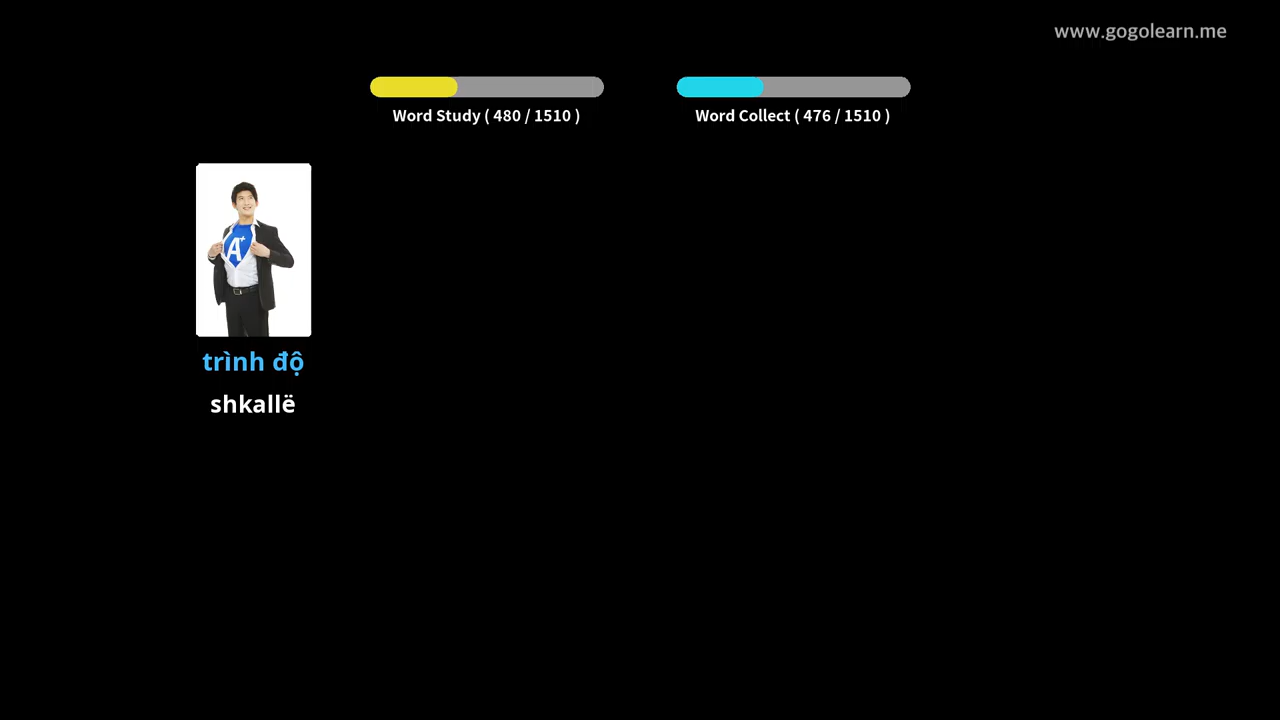 www.gogolearn.me
Word Study ( 480 / 1510 )
Word Collect ( 476 / 1510 )
A+
trình độ
shkallë